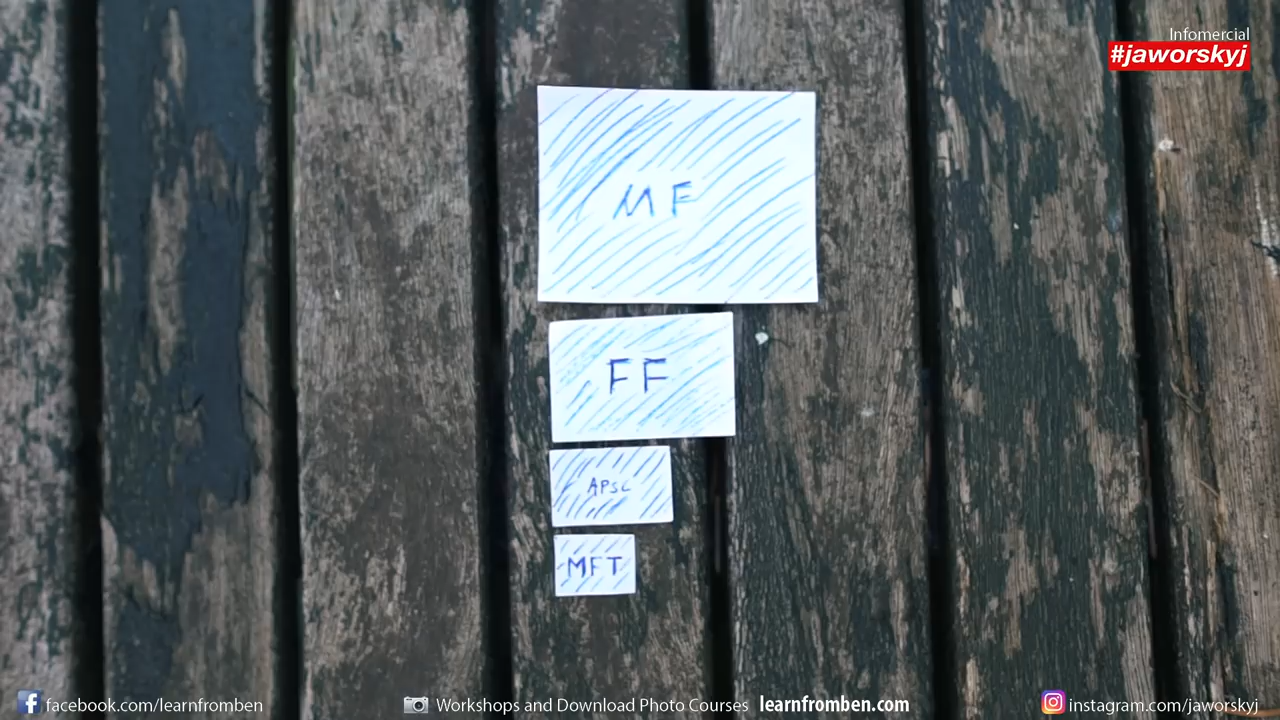 Infomercial
#jaworskyj
MF
FF
APSC
MFT
facebook.com/learnfromben
Workshops and Download Photo Courses learnfromben.com
instagram.com/jaworskyj